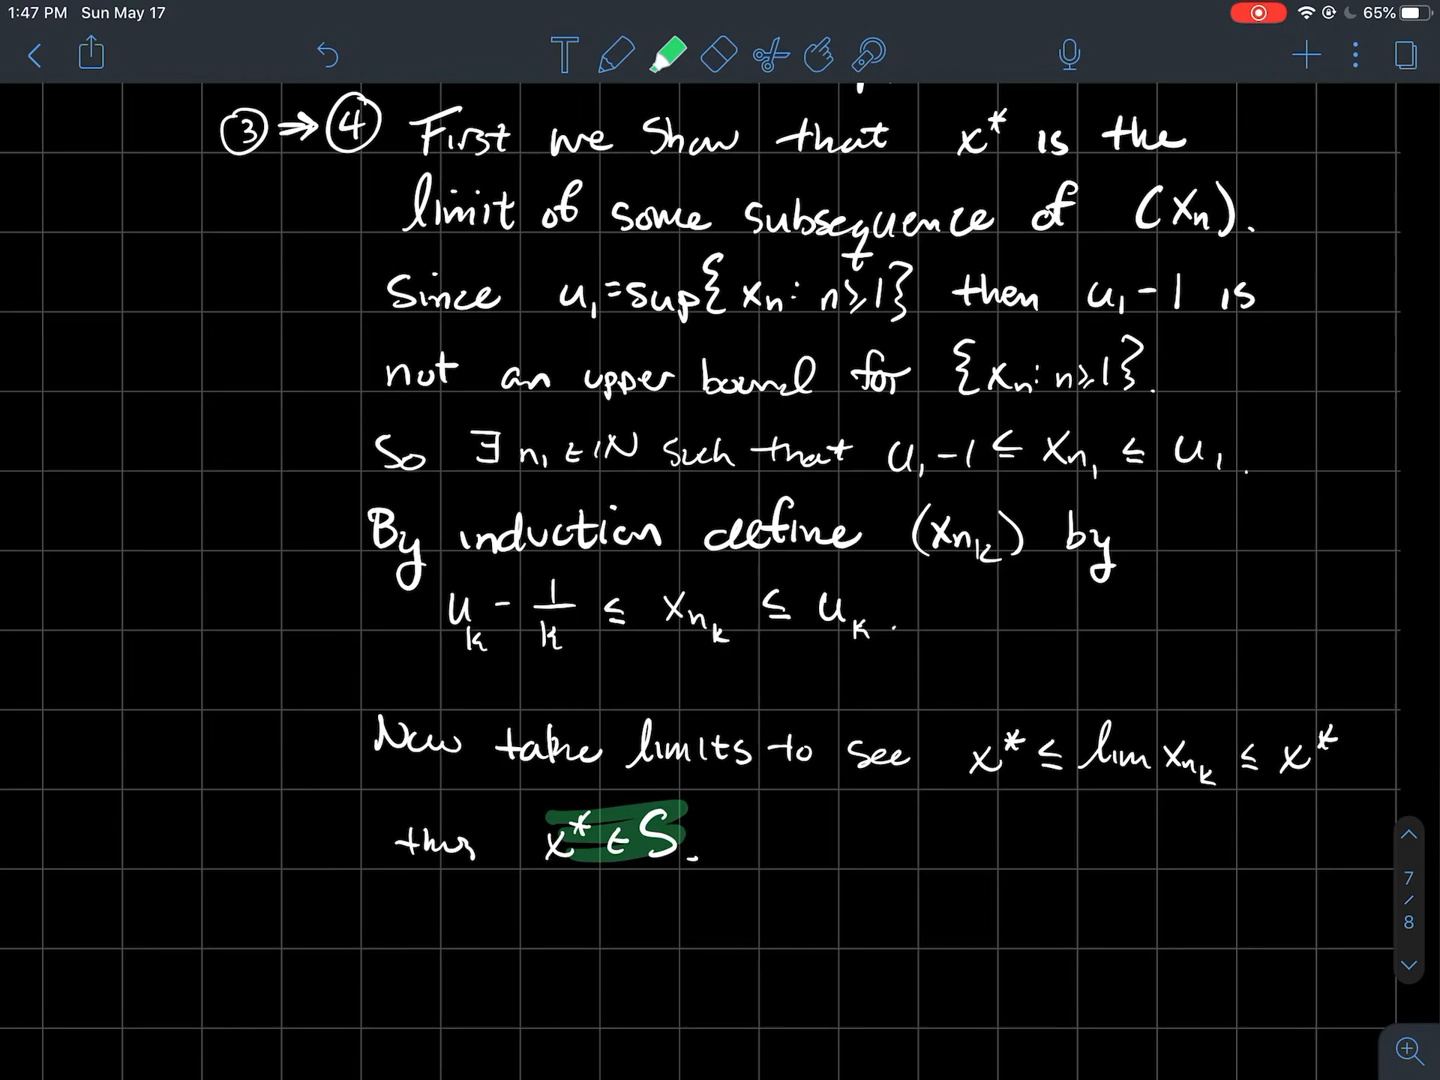 1:47 PM Sun May 17
65%
③ ⇒ ④ First we show that x* is the
limit of some subsequence of (xₙ).
Since u₁ = sup{xₙ : n ≥ 1} then u₁ - 1 is
not an upper bound for {xₙ : n ≥ 1}.
So ∃ n₁ ∈ ℕ such that u₁ - 1 ≤ xₙ₁ ≤ u₁.
By induction define (xₙₖ) by
uₖ - 1/k ≤ xₙₖ ≤ uₖ.
Now take limits to see x* ≤ lim xₙₖ ≤ x*
thus x* ∈ S.
7
/
8